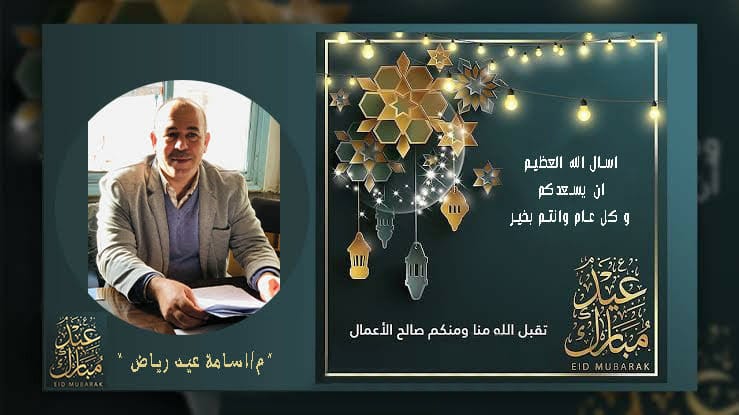 اسال الله العظيم
ان يسعدكم
و كل عام وانتم بخير
تقبل الله منا ومنكم صالح الأعمال
عيد مبارك
EID MUBARAK
عيد مبارك
EID MUBARAK
* م/اسامة عيد رياض *